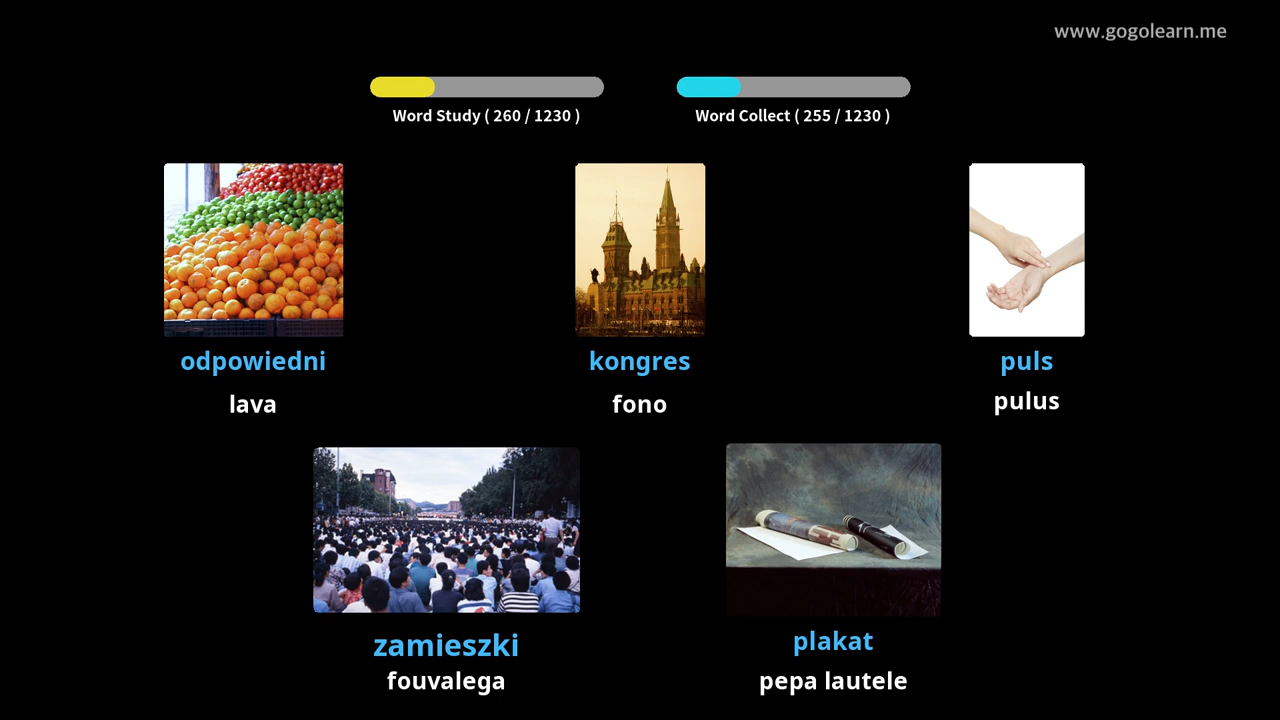 www.gogolearn.me
Word Study ( 260 / 1230 )
Word Collect ( 255 / 1230 )
odpowiedni
lava
kongres
fono
puls
pulus
zamieszki
fouvalega
plakat
pepa lautele